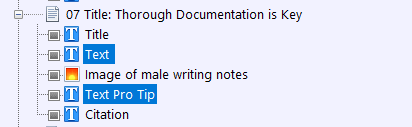 07 Title: Thorough Documentation is Key
Title
Text
Image of male writing notes
Text Pro Tip
Citation